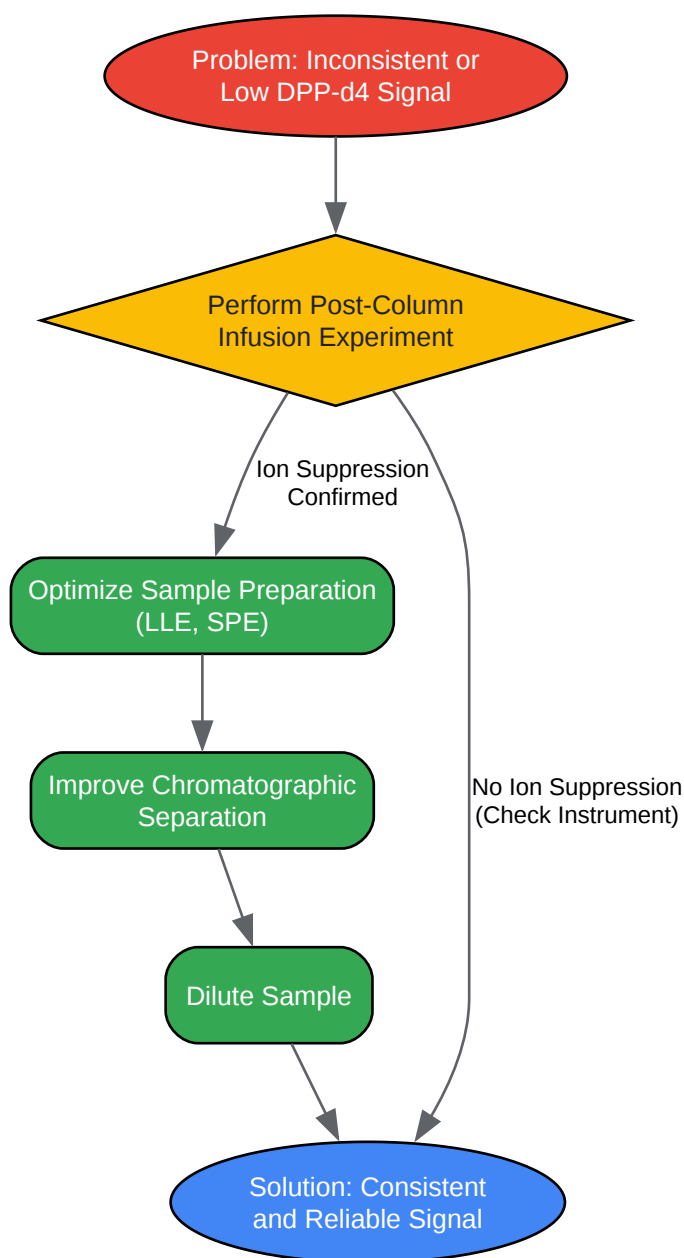 Problem: Inconsistent or
Low DPP-d4 Signal
Perform Post-Column
Infusion Experiment
Ion Suppression
Confirmed
Optimize Sample Preparation
(LLE, SPE)
Improve Chromatographic
Separation
No Ion Suppression
(Check Instrument)
Dilute Sample
Solution: Consistent
and Reliable Signal